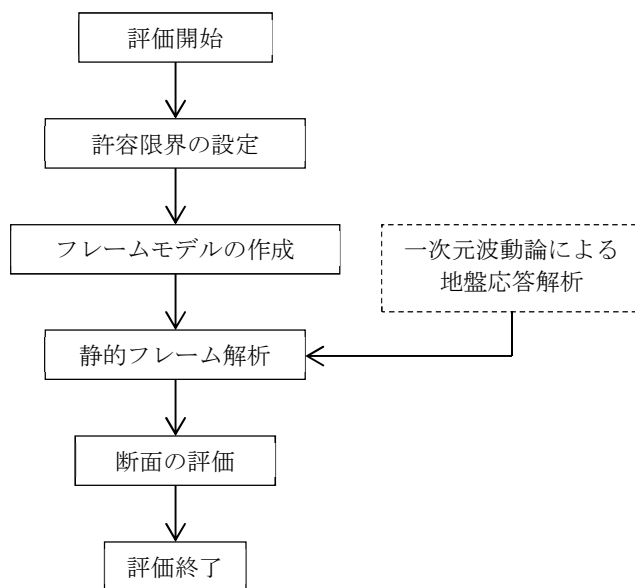 評価開始
許容限界の設定
フレームモデルの作成
一次元波動論による
地盤応答解析
静的フレーム解析
断面の評価
評価終了